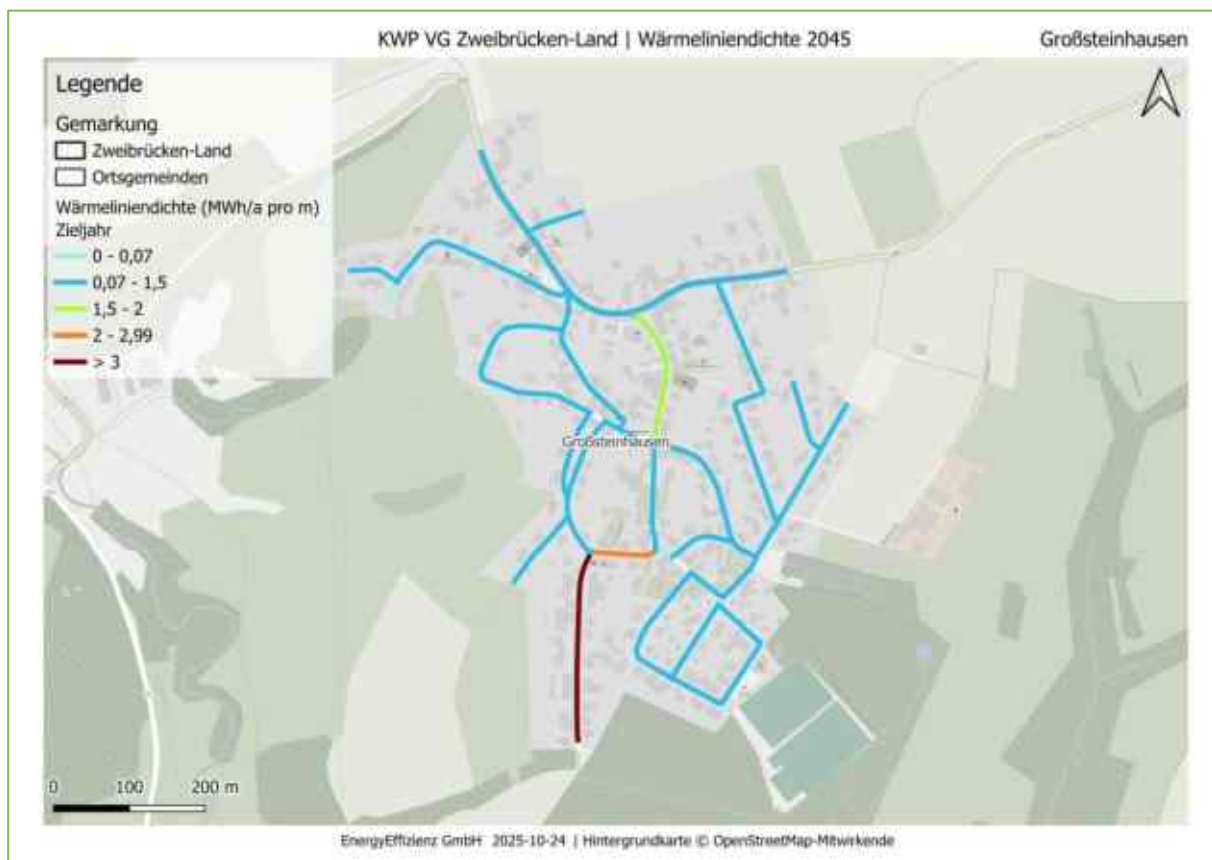 KWP VG Zweibrücken-Land | Wärmeliniendichte 2045
Großsteinhausen
Legende
Gemarkung
Zweibrücken-Land
Ortsgemeinden
Wärmeliniendichte (MWh/a pro m)
Zieljahr
0 - 0,07
0,07 - 1,5
1,5 - 2
2 - 2,99
> 3
Großsteinhausen
0 100 200 m
EnergyEffizienz GmbH 2025-10-24 | Hintergrundkarte © OpenStreetMap-Mitwirkende